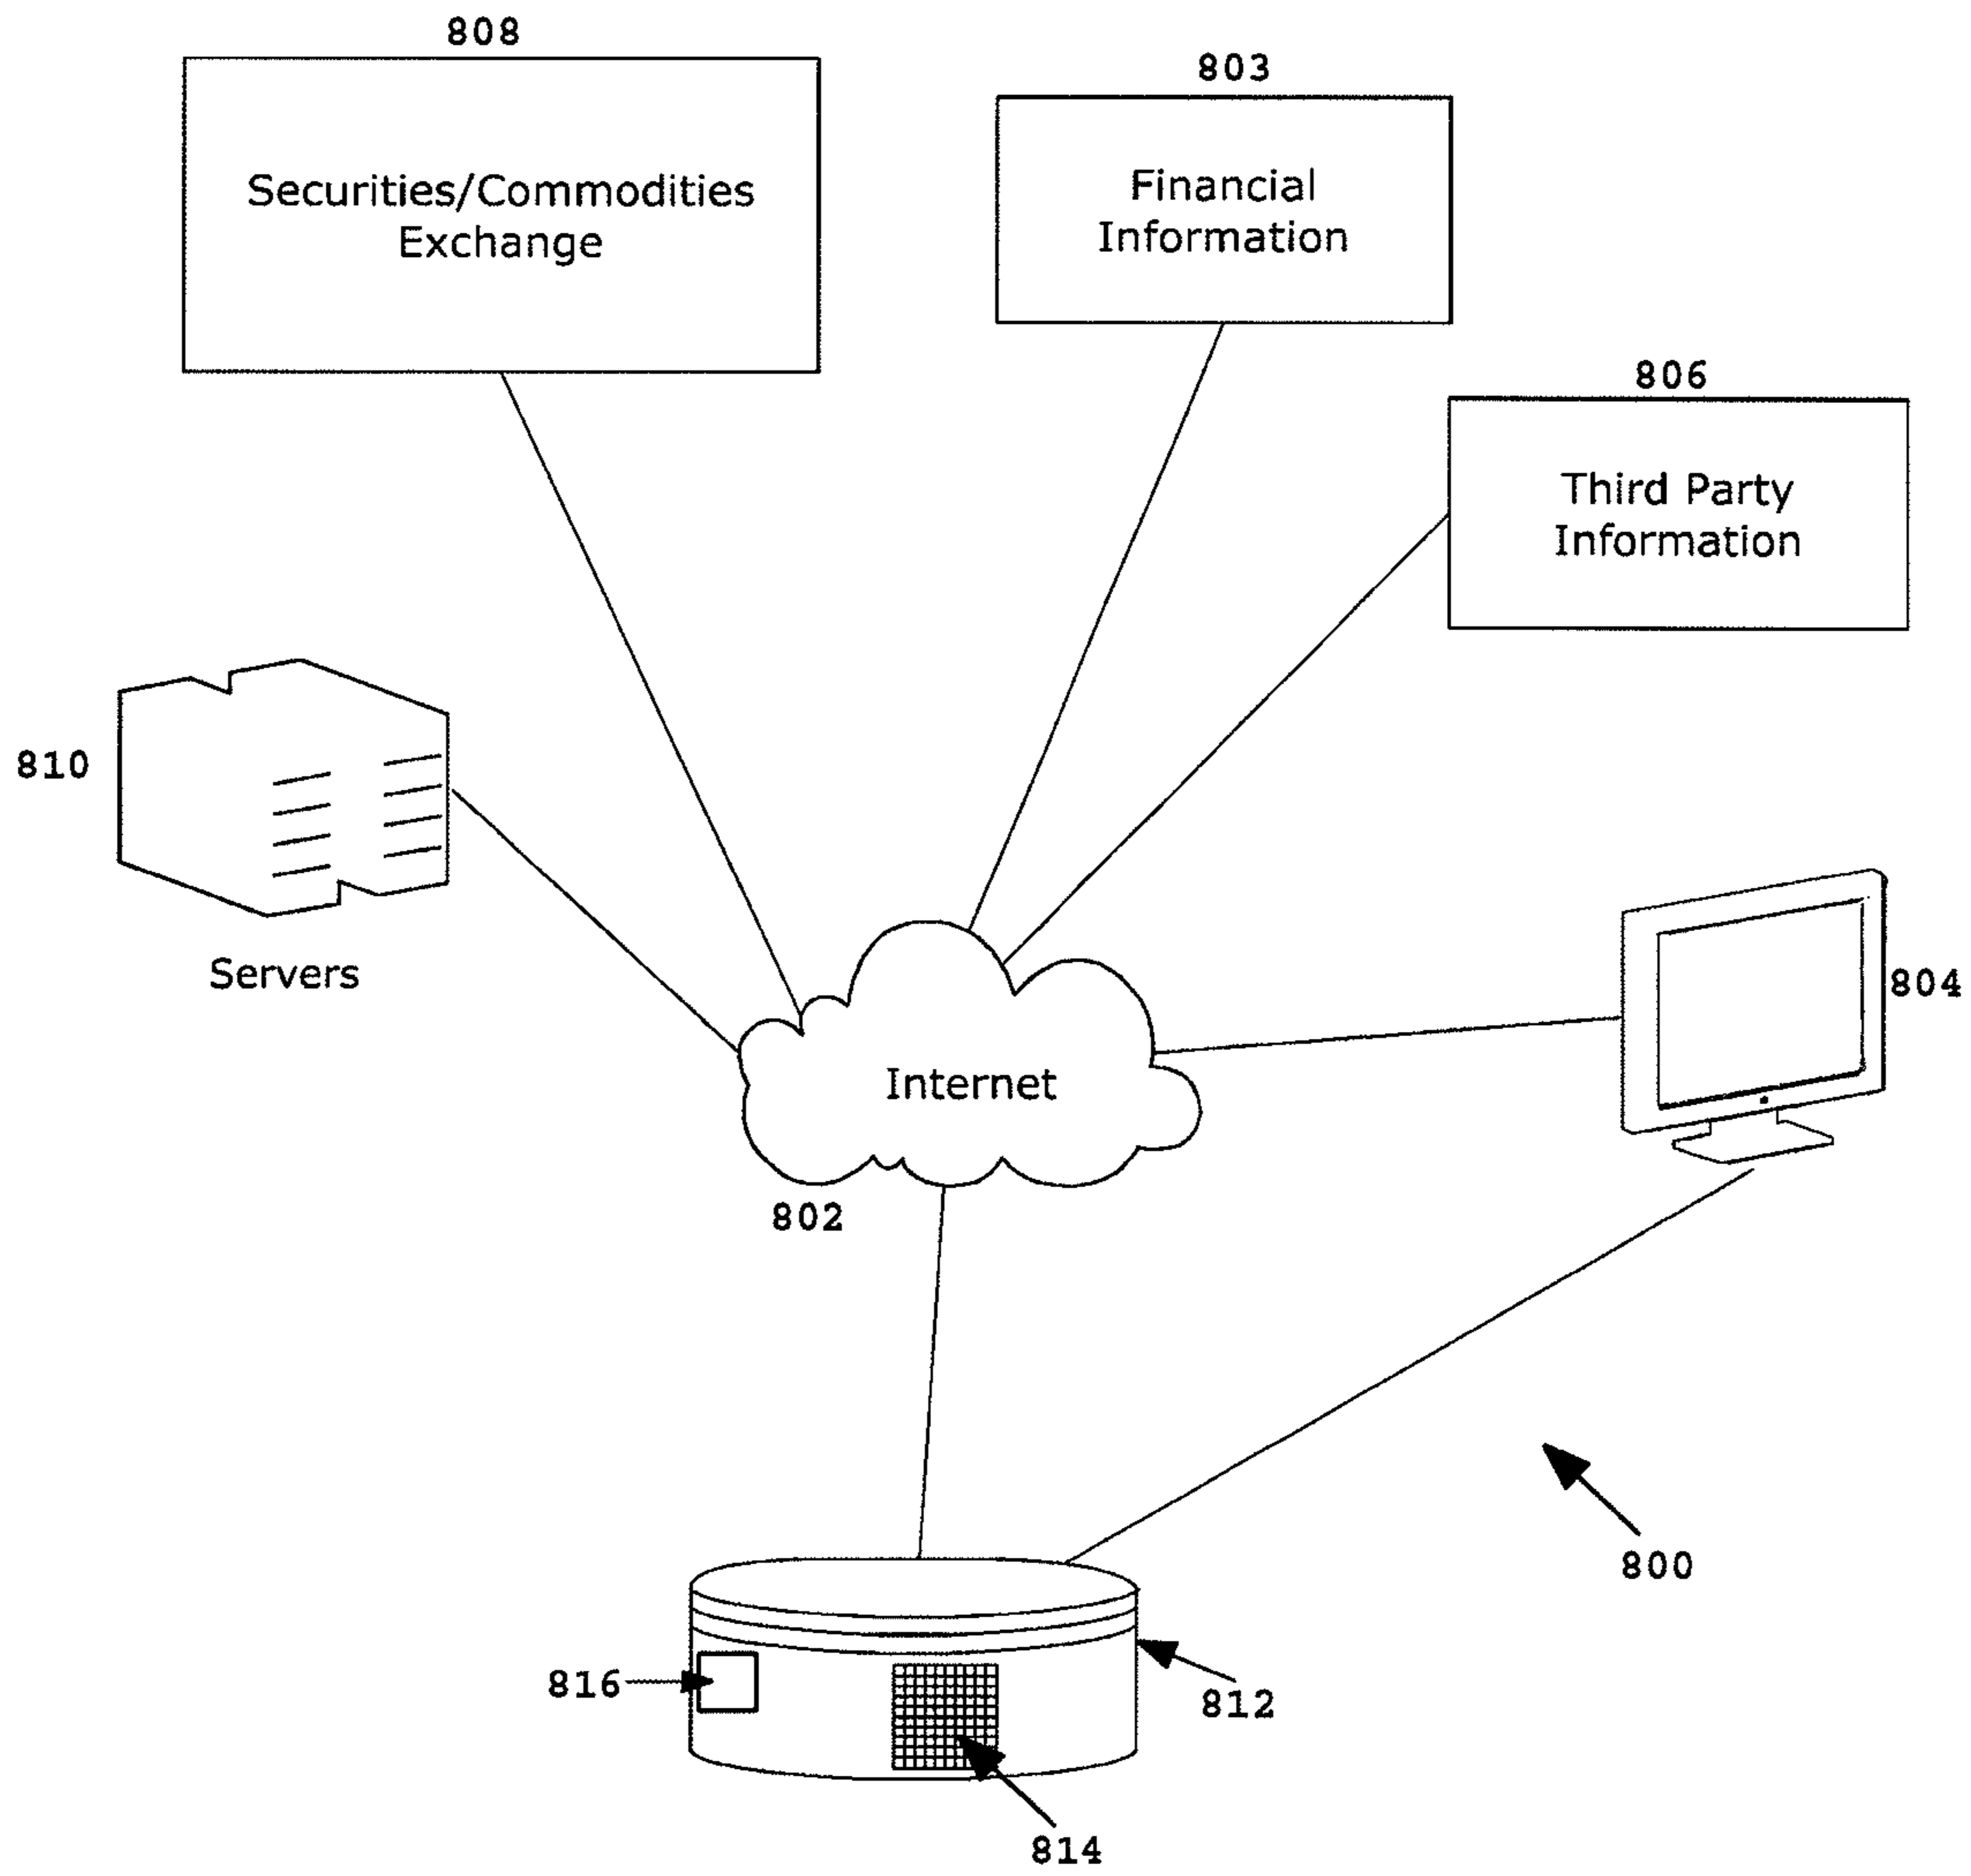 808
Securities/Commodities
Exchange
803
Financial
Information
806
Third Party
Information
810
Servers
804
Internet
802
800
816
812
814